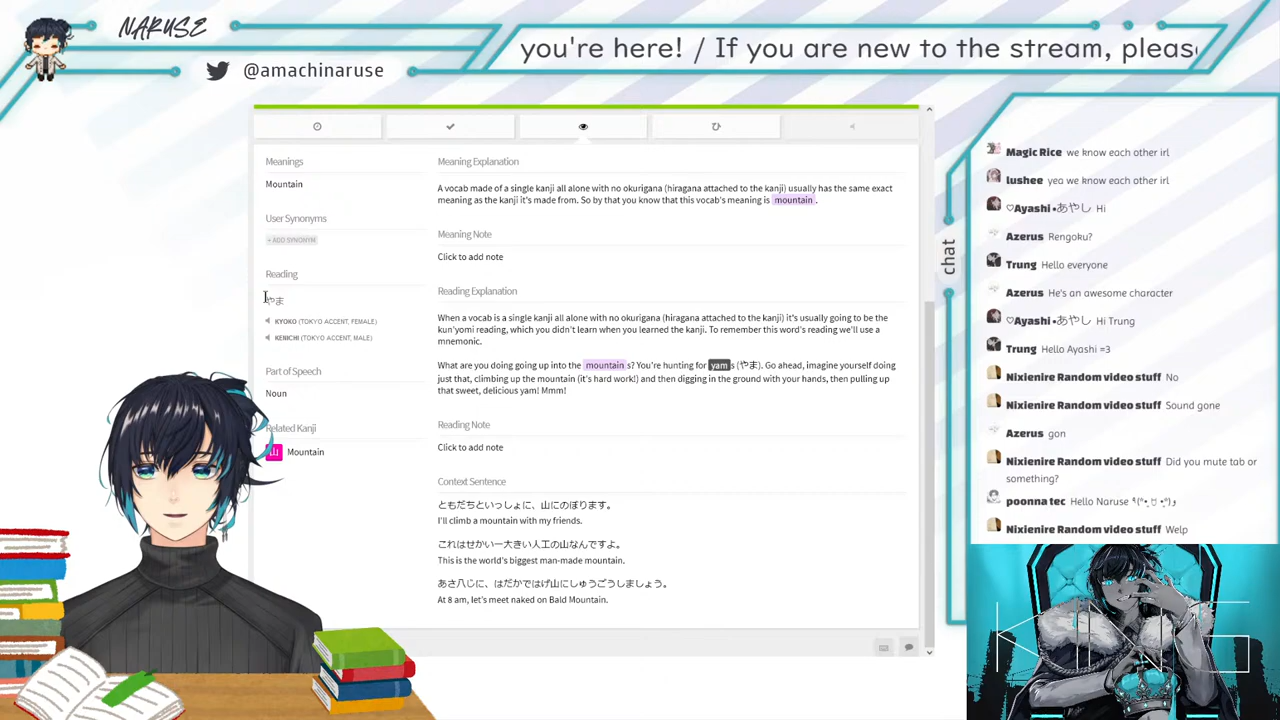 NARUSE
@amachinaruse
you're here! / If you are new to the stream, pleas
ひ
Meanings
Mountain
User Synonyms
+ ADD SYNONYM
Reading
やま
KYOKO (TOKYO ACCENT, FEMALE)
KENICHI (TOKYO ACCENT, MALE)
Part of Speech
Noun
Related Kanji
山 Mountain
Meaning Explanation
A vocab made of a single kanji all alone with no okurigana (hiragana attached to the kanji) usually has the same exact
meaning as the kanji it's made from. So by that you know that this vocab's meaning is mountain.
Meaning Note
Click to add note
Reading Explanation
When a vocab is a single kanji all alone with no okurigana (hiragana attached to the kanji) it's usually going to be the
kun'yomi reading, which you didn't learn when you learned the kanji. To remember this word's reading we'll use a
mnemonic.
What are you doing going up into the mountains? You're hunting for yams (やま). Go ahead, imagine yourself doing
just that, climbing up the mountain (it's hard work!) and then digging in the ground with your hands, then pulling up
that sweet, delicious yam! Mmm!
Reading Note
Click to add note
Context Sentence
ともだちといっしょに、山にのぼります。
I'll climb a mountain with my friends.
これはせかい一大きい人工の山なんですよ。
This is the world's biggest man-made mountain.
あさ八じに、はだかではげ山にしゅうごうしましょう。
At 8 am, let's meet naked on Bald Mountain.
chat
Magic Rice we know each other irl
lushee yea we know each other irl
♡Ayashi •あやし Hi
Azerus Rengoku?
Trung Hello everyone
Azerus He's an awesome character
♡Ayashi •あやし Hi Trung
Trung Hello Ayashi =3
Nixienire Random video stuff No
Nixienire Random video stuff Sound gone
Azerus gon
Nixienire Random video stuff Did you mute tab or
something?
poonna tec Hello Naruse
Nixienire Random video stuff Welp
KING